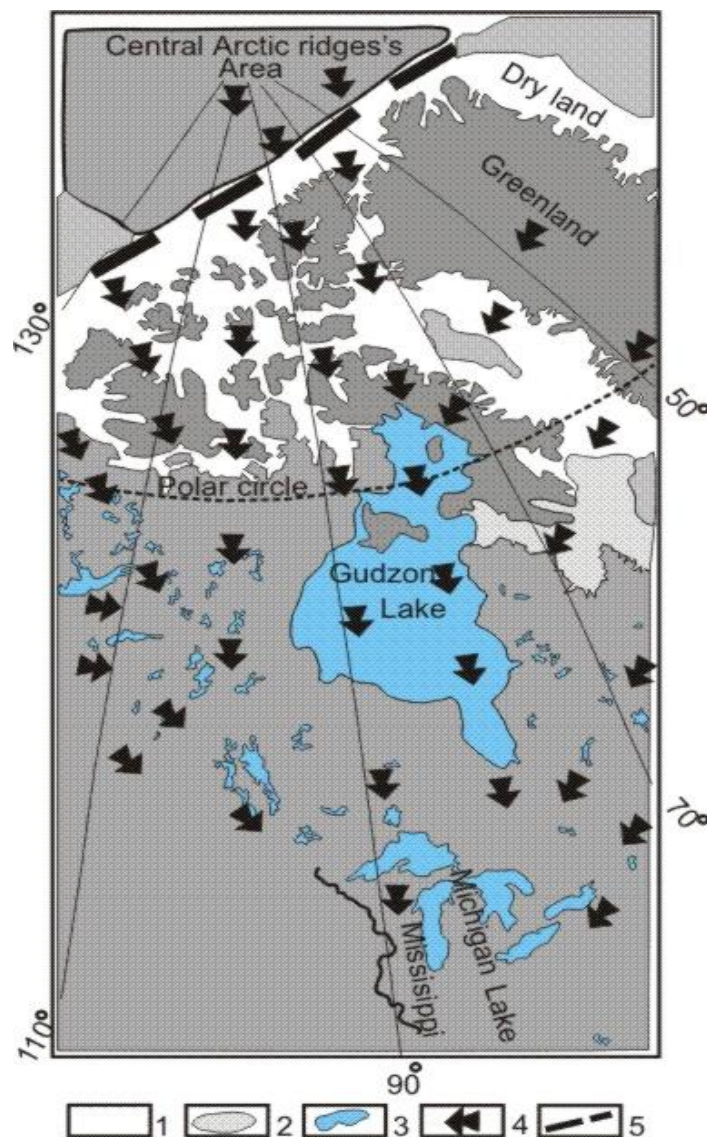 Central Arctic ridges's
Area
Dry land
Greenland
130°
50°
Polar circle
Gudzon
Lake
70°
Michigan Lake
Mississipi
110°
90°
1 2 3 4 5